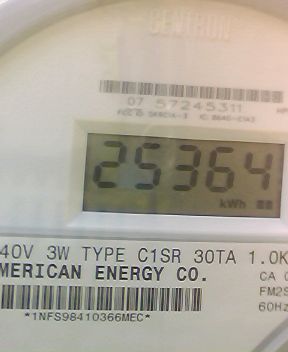 CENTRON
07 57245311
25364
kWh
40V 3W TYPE C1SR 30TA 1.0K
MERICAN ENERGY CO.
CA
FM2S
60Hz
*1NFS98410366MEC*